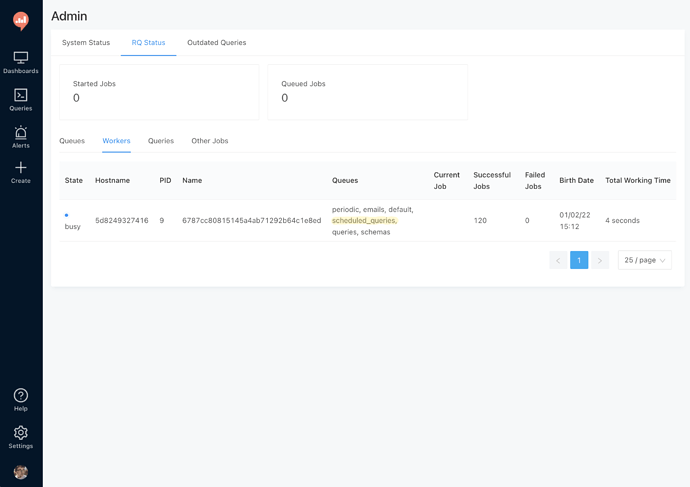 Admin
System Status
RQ Status
Outdated Queries
Dashboards
Queries
Alerts
Create
Help
Settings
Started Jobs
0
Queued Jobs
0
Queues
Workers
Queries
Other Jobs
State
Hostname
PID
Name
Queues
Current
Job
Successful
Jobs
Failed
Jobs
Birth Date
Total Working Time
busy
5d8249327416
9
6787cc80815145a4ab71292b64c1e8ed
periodic, emails, default,
scheduled_queries,
queries, schemas
120
0
01/02/22
15:12
4 seconds
1
25 / page